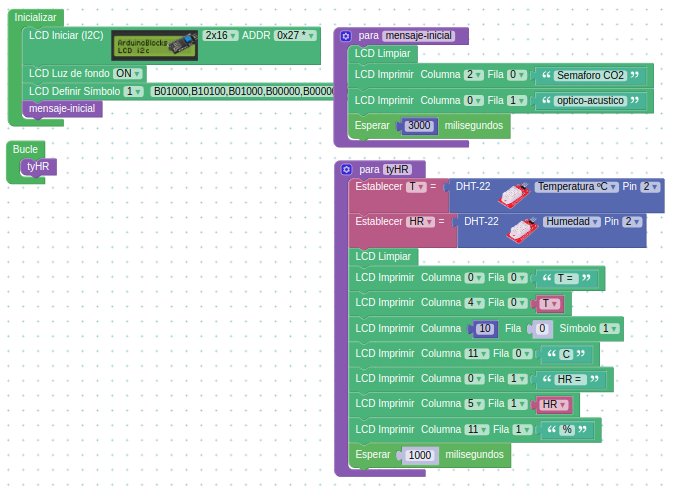 Inicializar
LCD Iniciar (I2C) ArduinoBlocks LCD i2c 2x16 ADDR 0x27 *
LCD Luz de fondo ON
LCD Definir Símbolo 1 B01000,B10100,B01000,B00000,B00000
mensaje-inicial
Bucle
tyHR
para mensaje-inicial
LCD Limpiar
LCD Imprimir Columna 2 Fila 0 “ Semaforo CO2 ”
LCD Imprimir Columna 0 Fila 1 “ optico-acustico ”
Esperar 3000 milisegundos
para tyHR
Establecer T = DHT-22 Temperatura ºC Pin 2
Establecer HR = DHT-22 Humedad Pin 2
LCD Limpiar
LCD Imprimir Columna 0 Fila 0 “ T = ”
LCD Imprimir Columna 4 Fila 0 T
LCD Imprimir Columna 10 Fila 0 Símbolo 1
LCD Imprimir Columna 11 Fila 0 “ C ”
LCD Imprimir Columna 0 Fila 1 “ HR = ”
LCD Imprimir Columna 5 Fila 1 HR
LCD Imprimir Columna 11 Fila 1 “ % ”
Esperar 1000 milisegundos